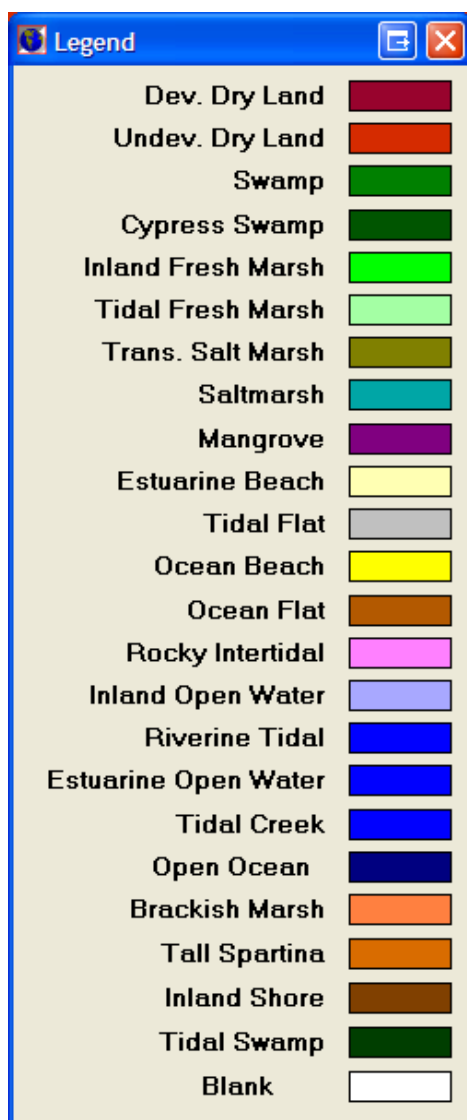 Legend
Dev. Dry Land
Undev. Dry Land
Swamp
Cypress Swamp
Inland Fresh Marsh
Tidal Fresh Marsh
Trans. Salt Marsh
Saltmarsh
Mangrove
Estuarine Beach
Tidal Flat
Ocean Beach
Ocean Flat
Rocky Intertidal
Inland Open Water
Riverine Tidal
Estuarine Open Water
Tidal Creek
Open Ocean
Brackish Marsh
Tall Spartina
Inland Shore
Tidal Swamp
Blank